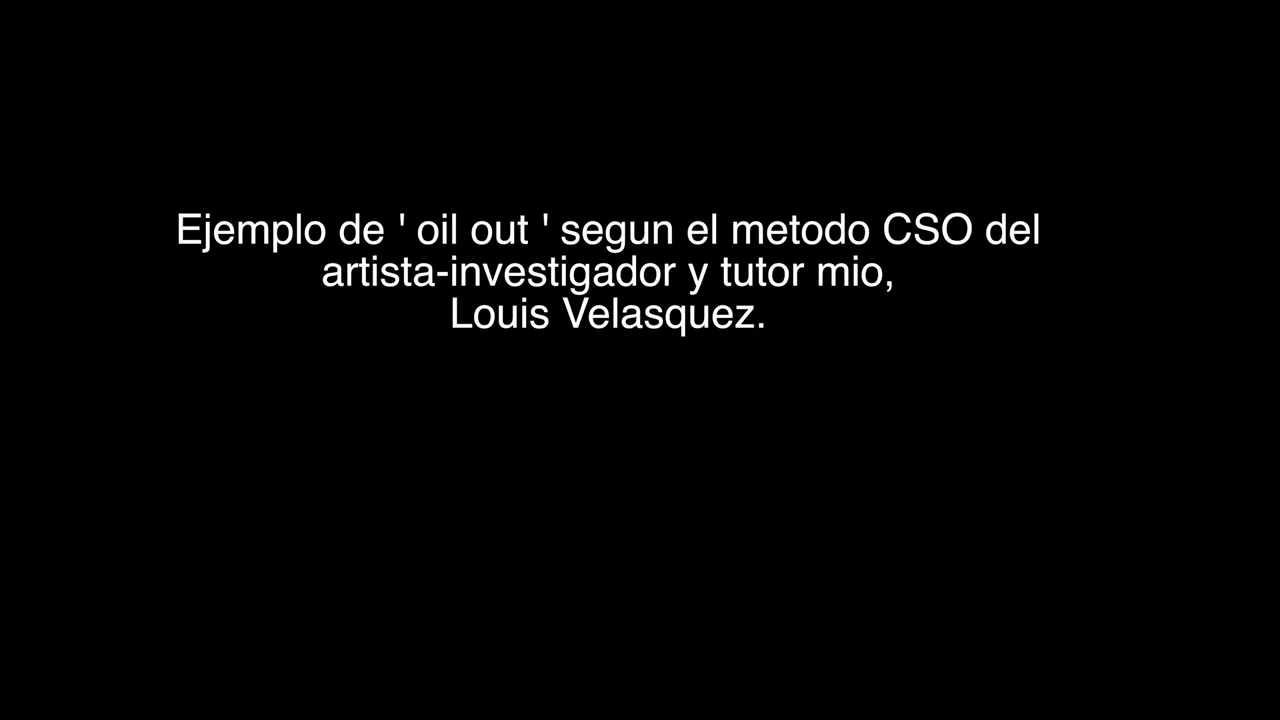 Ejemplo de ' oil out ' segun el metodo CSO del
artista-investigador y tutor mio,
Louis Velasquez.